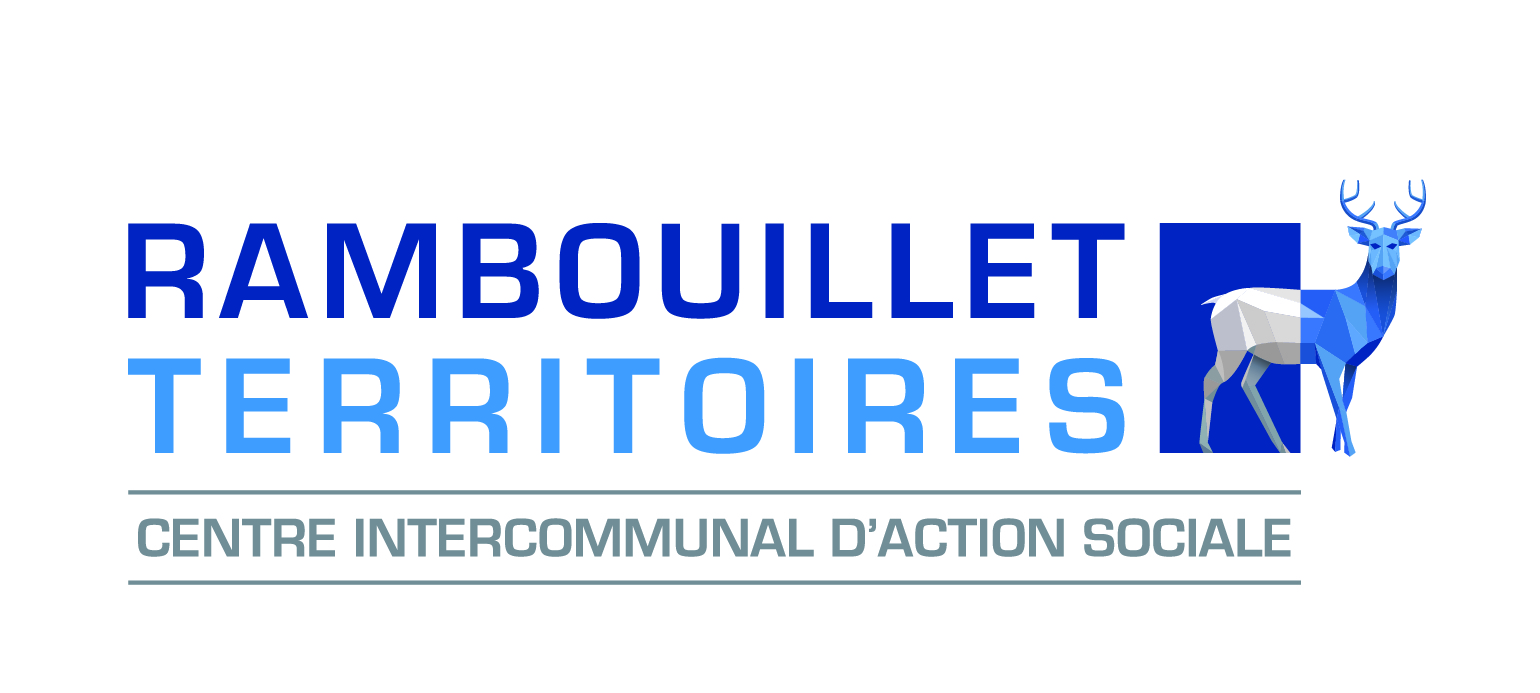 RAMBOUILLET
TERRITOIRES
CENTRE INTERCOMMUNAL D’ACTION SOCIALE